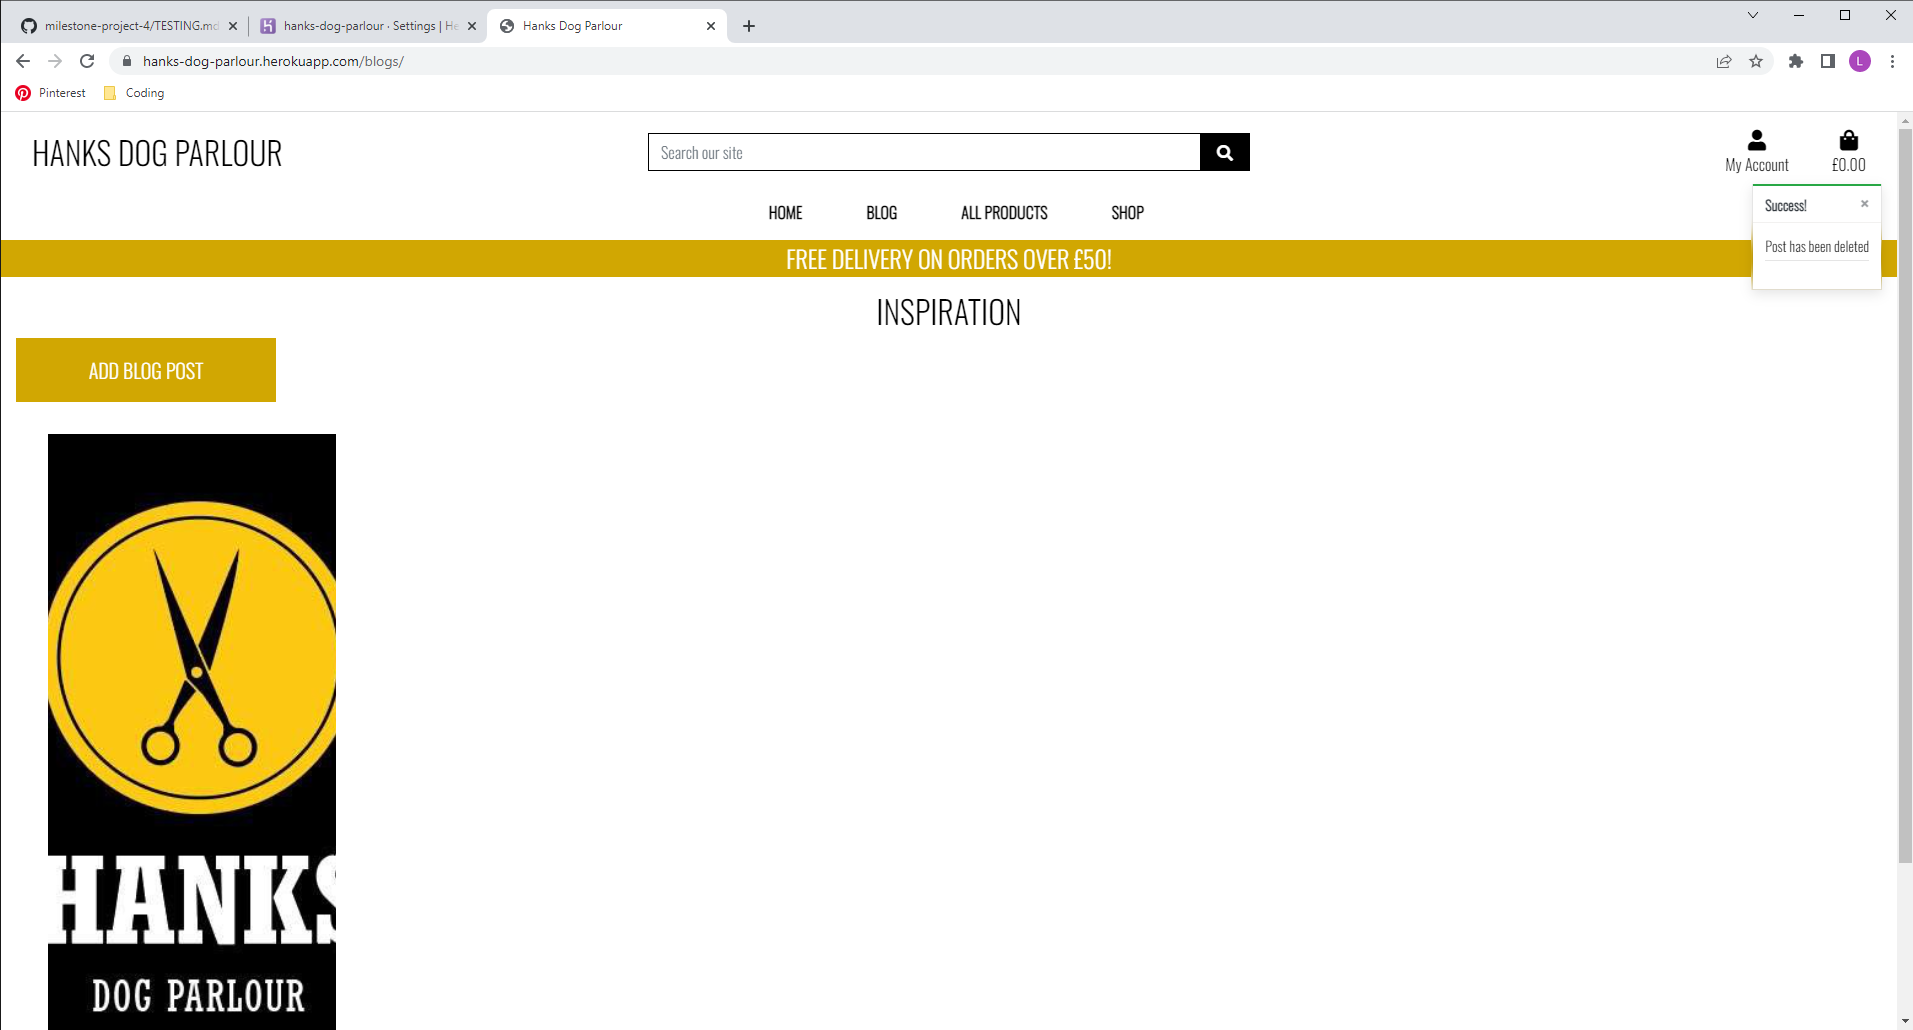 milestone-project-4/TESTING.md
hanks-dog-parlour · Settings | He
Hanks Dog Parlour
hanks-dog-parlour.herokuapp.com/blogs/
L
Pinterest
Coding
HANKS DOG PARLOUR
Search our site
My Account
£0.00
HOME
BLOG
ALL PRODUCTS
SHOP
Success!
Post has been deleted
FREE DELIVERY ON ORDERS OVER £50!
INSPIRATION
ADD BLOG POST
HANKS
DOG PARLOUR